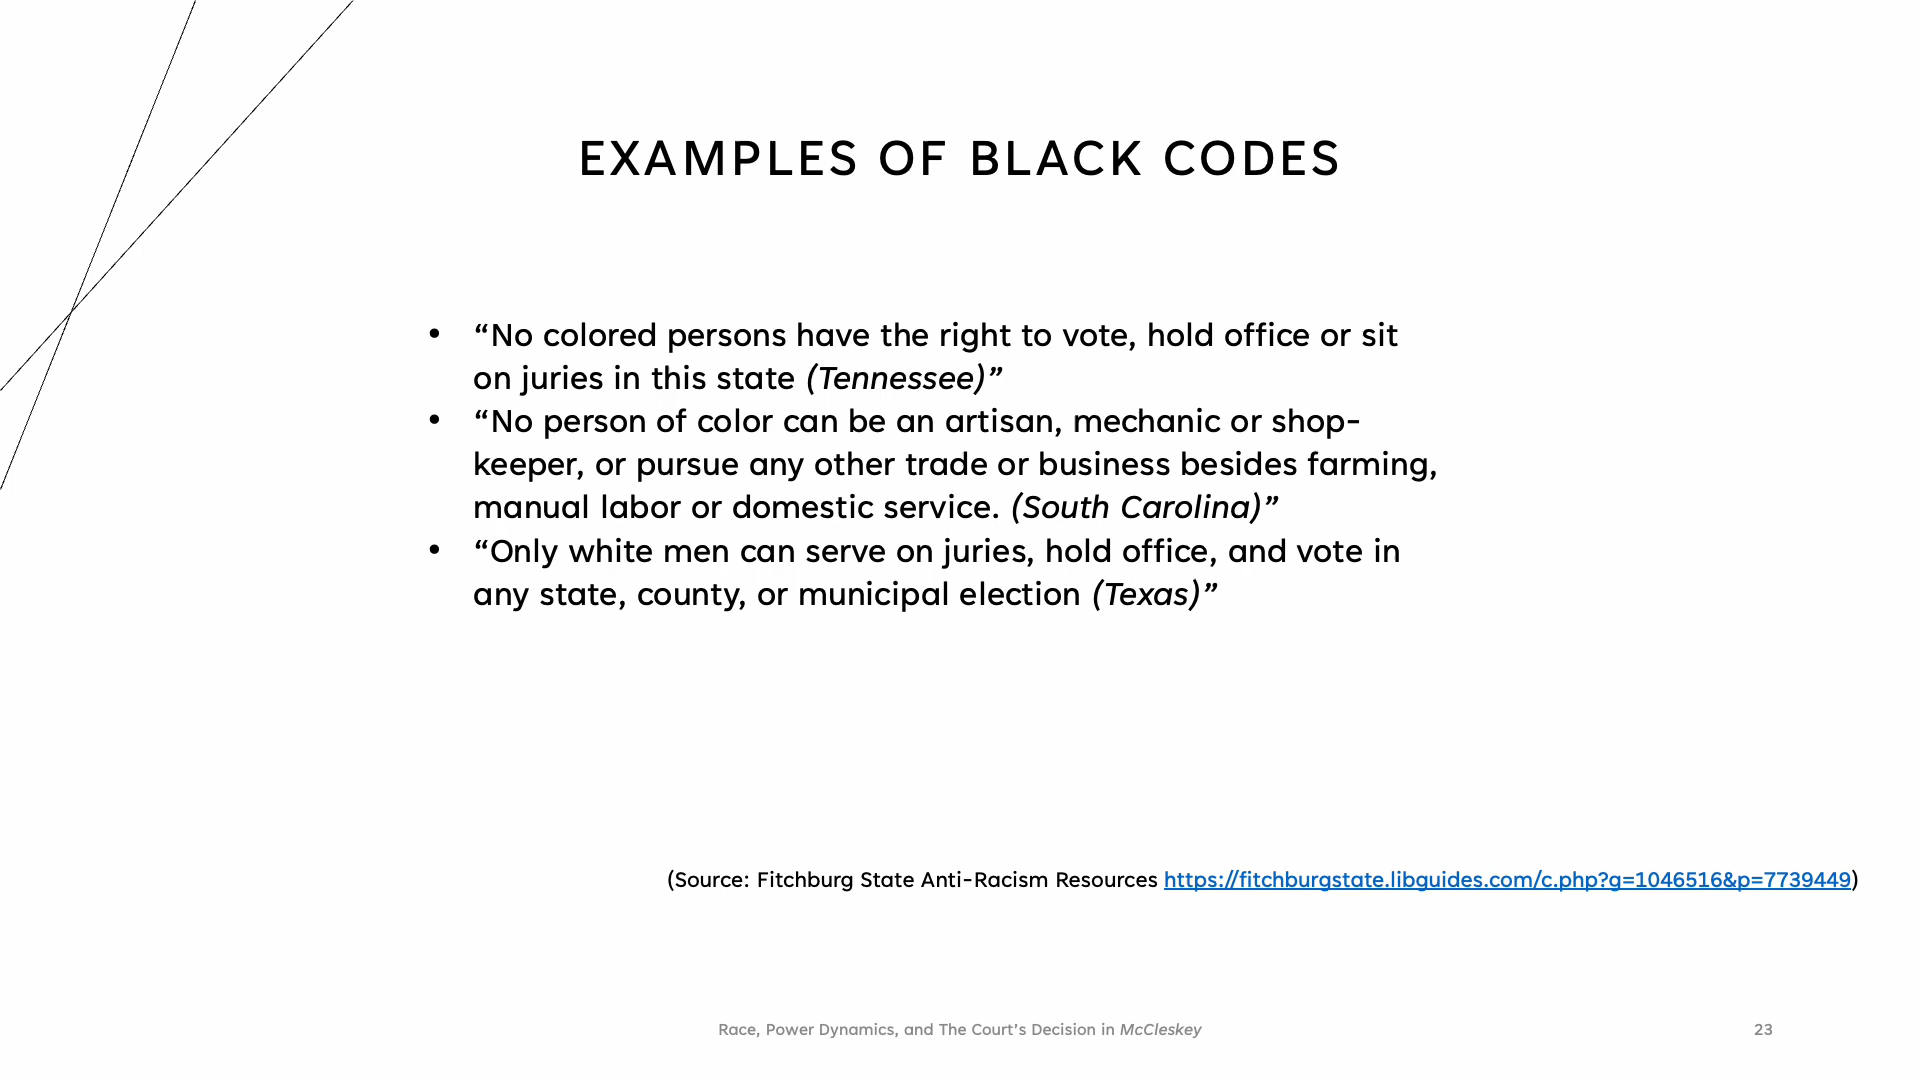 EXAMPLES OF BLACK CODES
• “No colored persons have the right to vote, hold office or sit
on juries in this state (Tennessee)”
• “No person of color can be an artisan, mechanic or shop-
keeper, or pursue any other trade or business besides farming,
manual labor or domestic service. (South Carolina)”
• “Only white men can serve on juries, hold office, and vote in
any state, county, or municipal election (Texas)”
(Source: Fitchburg State Anti-Racism Resources https://fitchburgstate.libguides.com/c.php?g=1046516&p=7739449)
Race, Power Dynamics, and The Court’s Decision in McCleskey
23